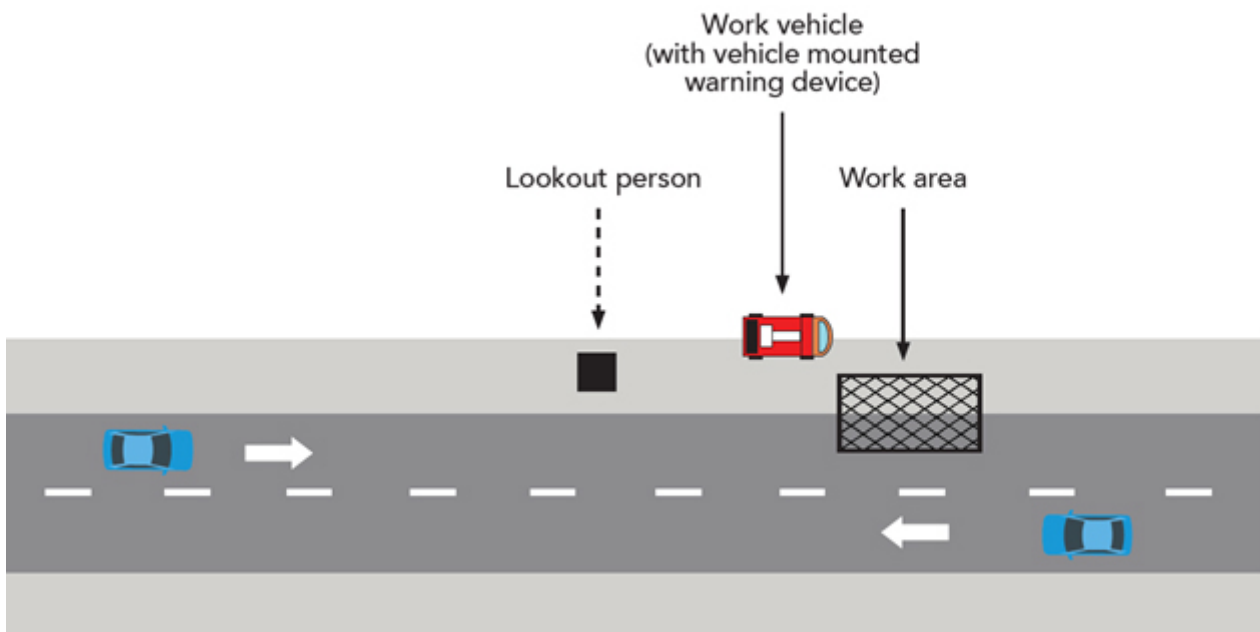 Work vehicle
(with vehicle mounted
warning device)
Lookout person
Work area